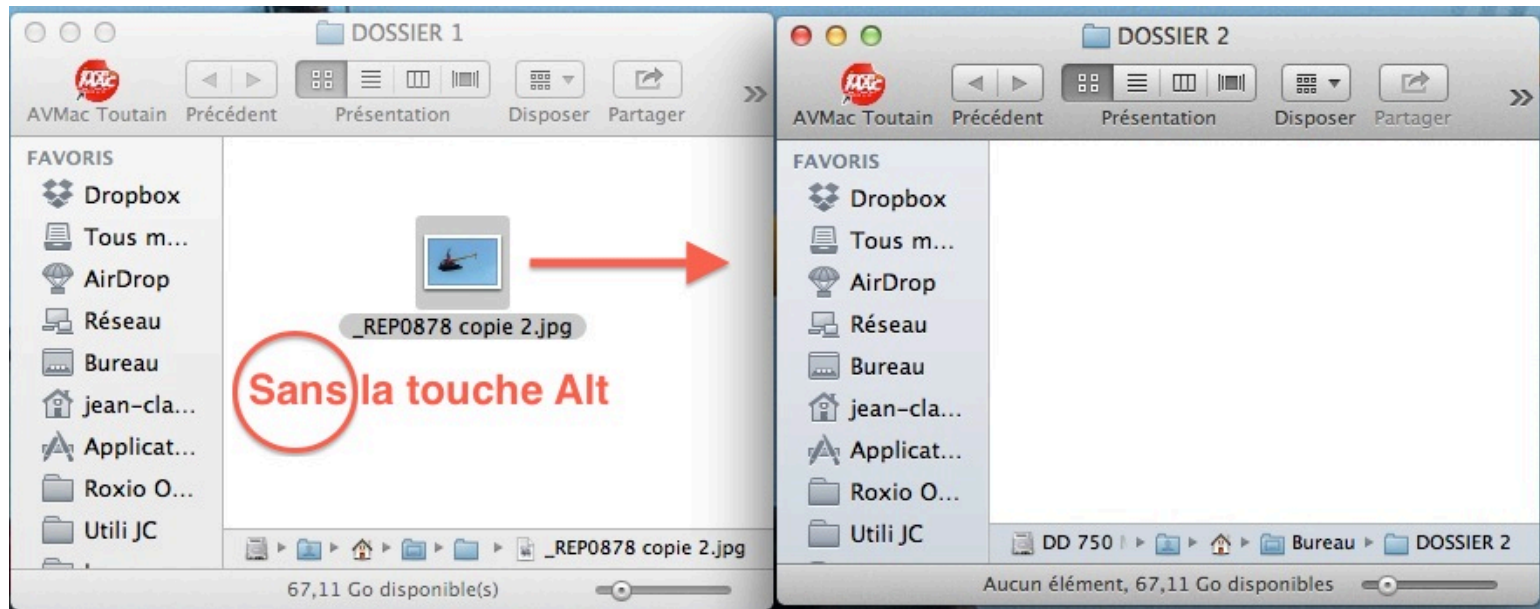 DOSSIER 1
AVMac Toutain Précédent Présentation Disposer Partager
FAVORIS
Dropbox
Tous m...
AirDrop
Réseau
Bureau
jean-cla...
Applicat...
Roxio O...
Utili JC
_REP0878 copie 2.jpg
Sans la touche Alt
_REP0878 copie 2.jpg
67,11 Go disponible(s)
DOSSIER 2
AVMac Toutain Précédent Présentation Disposer Partager
FAVORIS
Dropbox
Tous m...
AirDrop
Réseau
Bureau
jean-cla...
Applicat...
Roxio O...
Utili JC
DD 750 Bureau DOSSIER 2
Aucun élément, 67,11 Go disponibles